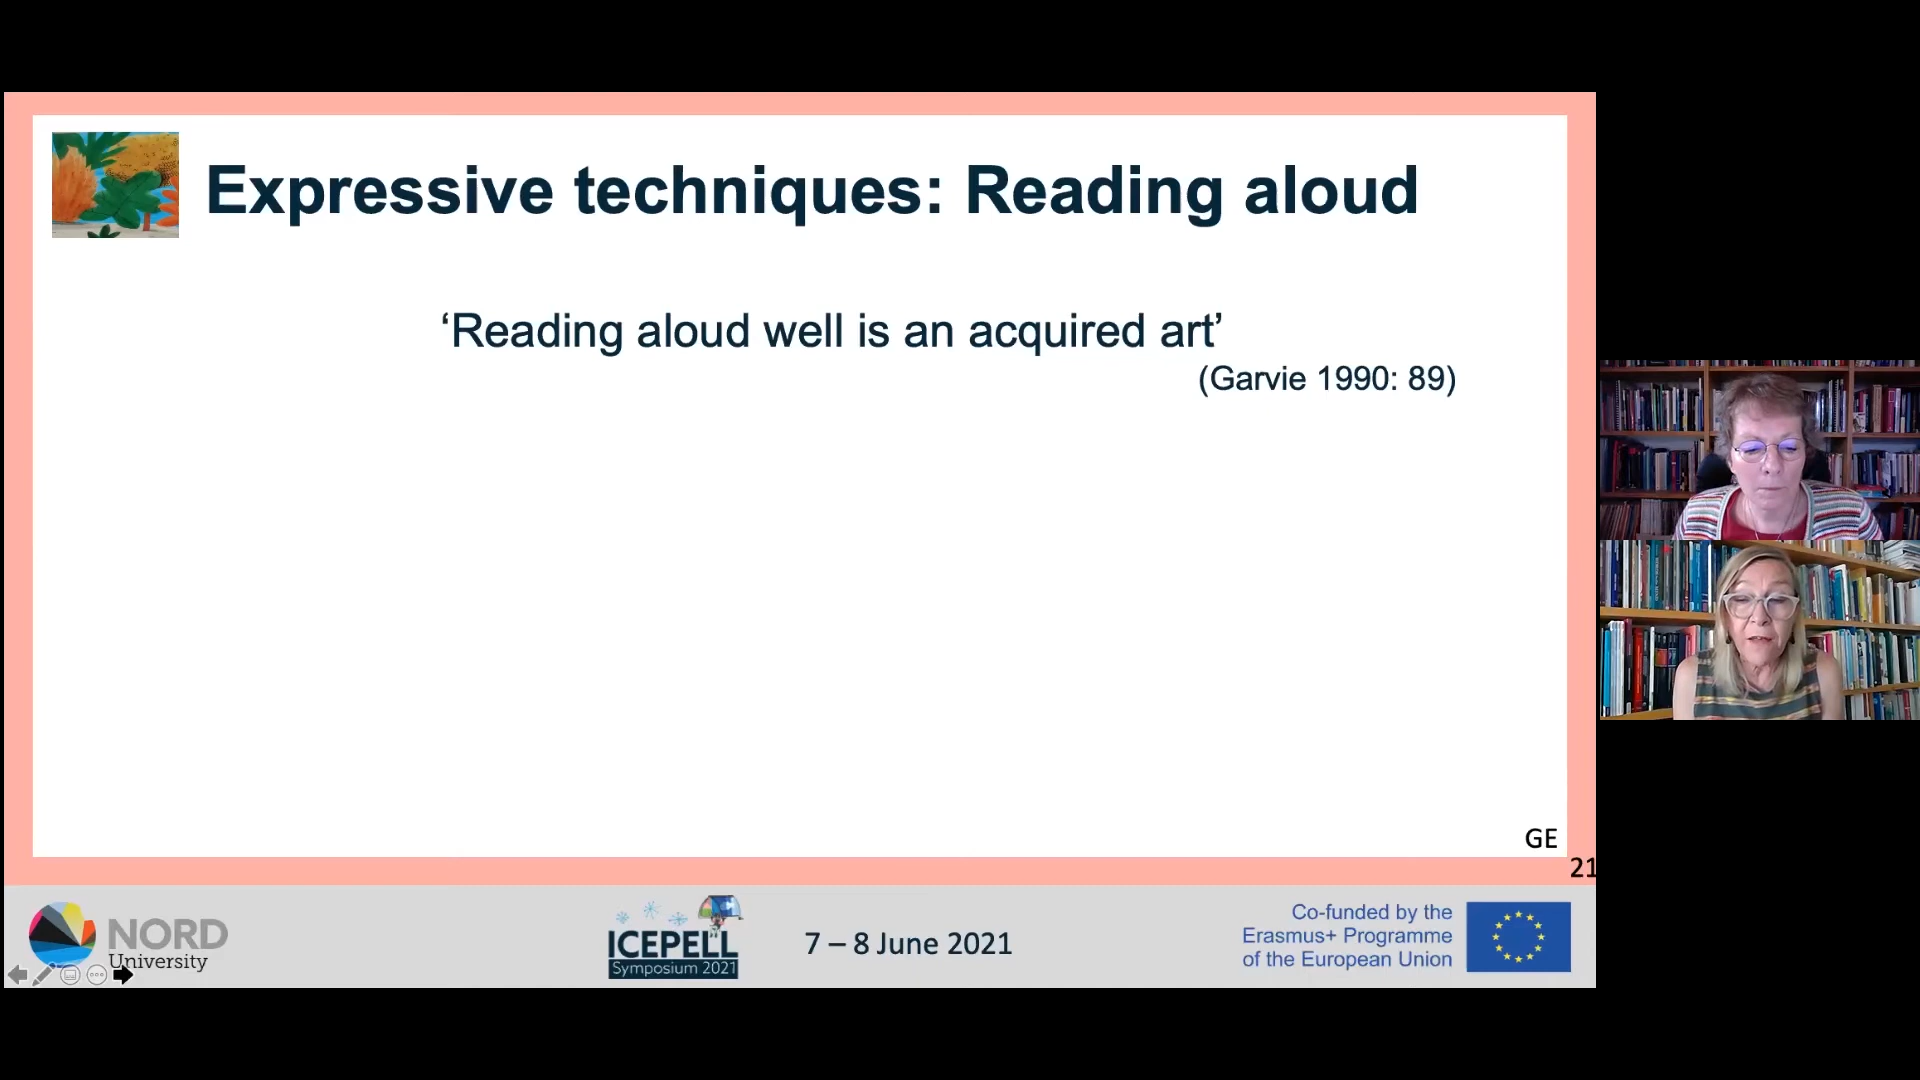 Expressive techniques: Reading aloud
‘Reading aloud well is an acquired art’
(Garvie 1990: 89)
GE
21
NORD
University
ICEPELL
Symposium 2021
7 – 8 June 2021
Co-funded by the
Erasmus+ Programme
of the European Union